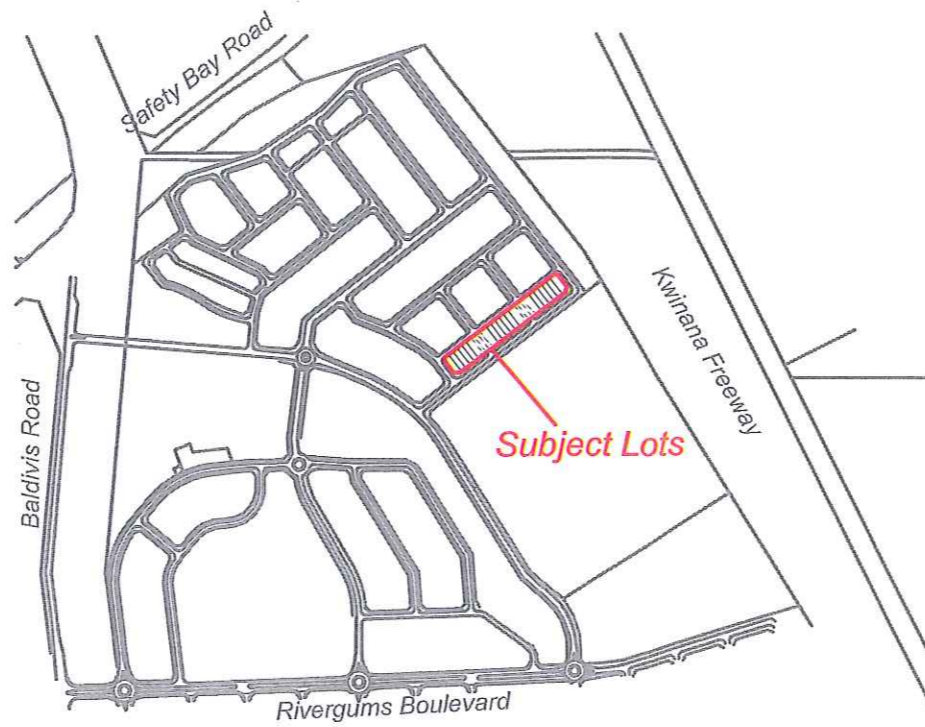 Safety Bay Road
Kwinana Freeway
Baldivis Road
Subject Lots
Rivergums Boulevard